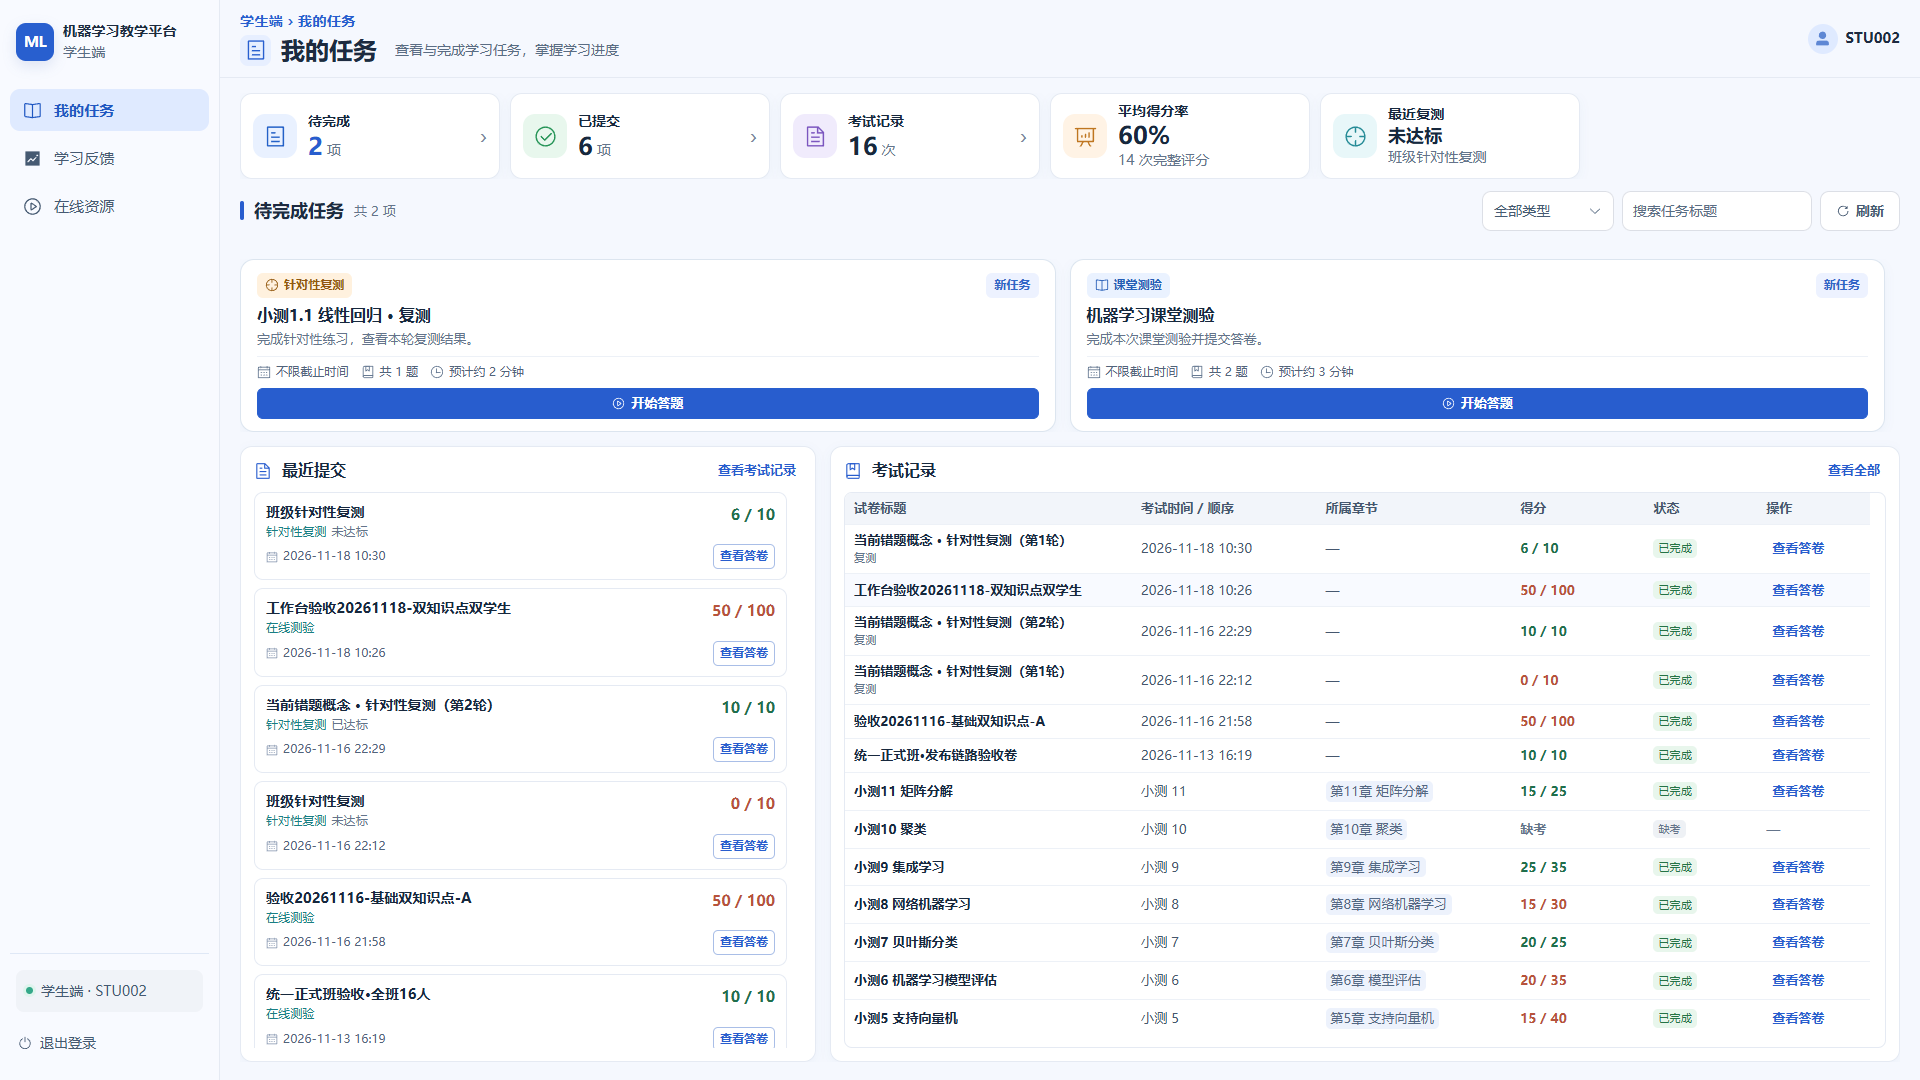 ML
机器学习教学平台
学生端
我的任务
学习反馈
在线资源
学生端 · STU002
退出登录
学生端 › 我的任务
我的任务 查看与完成学习任务，掌握学习进度
STU002
待完成
2 项
已提交
6 项
考试记录
16 次
平均得分率
60%
14 次完整评分
最近复测
未达标
班级针对性复测
待完成任务 共 2 项
全部类型
搜索任务标题
刷新
针对性复测 新任务
小测1.1 线性回归 • 复测
完成针对性练习，查看本轮复测结果。
不限截止时间 共 1 题 预计约 2 分钟
开始答题
课堂测验 新任务
机器学习课堂测验
完成本次课堂测验并提交答卷。
不限截止时间 共 2 题 预计约 3 分钟
开始答题
最近提交 查看考试记录
班级针对性复测 6 / 10
针对性复测 未达标
2026-11-18 10:30 查看答卷
工作台验收20261118-双知识点双学生 50 / 100
在线测验
2026-11-18 10:26 查看答卷
当前错题概念 • 针对性复测（第2轮） 10 / 10
针对性复测 已达标
2026-11-16 22:29 查看答卷
班级针对性复测 0 / 10
针对性复测 未达标
2026-11-16 22:12 查看答卷
验收20261116-基础双知识点-A 50 / 100
在线测验
2026-11-16 21:58 查看答卷
统一正式班验收•全班16人 10 / 10
在线测验
2026-11-13 16:19 查看答卷
考试记录 查看全部
试卷标题 考试时间 / 顺序 所属章节 得分 状态 操作
当前错题概念 • 针对性复测（第1轮） 2026-11-18 10:30 — 6 / 10 已完成 查看答卷
复测
工作台验收20261118-双知识点双学生 2026-11-18 10:26 — 50 / 100 已完成 查看答卷
当前错题概念 • 针对性复测（第2轮） 2026-11-16 22:29 — 10 / 10 已完成 查看答卷
复测
当前错题概念 • 针对性复测（第1轮） 2026-11-16 22:12 — 0 / 10 已完成 查看答卷
复测
验收20261116-基础双知识点-A 2026-11-16 21:58 — 50 / 100 已完成 查看答卷
统一正式班•发布链路验收卷 2026-11-13 16:19 — 10 / 10 已完成 查看答卷
小测11 矩阵分解 小测 11 第11章 矩阵分解 15 / 25 已完成 查看答卷
小测10 聚类 小测 10 第10章 聚类 缺考 缺考 —
小测9 集成学习 小测 9 第9章 集成学习 25 / 35 已完成 查看答卷
小测8 网络机器学习 小测 8 第8章 网络机器学习 15 / 30 已完成 查看答卷
小测7 贝叶斯分类 小测 7 第7章 贝叶斯分类 20 / 25 已完成 查看答卷
小测6 机器学习模型评估 小测 6 第6章 模型评估 20 / 35 已完成 查看答卷
小测5 支持向量机 小测 5 第5章 支持向量机 15 / 40 已完成 查看答卷